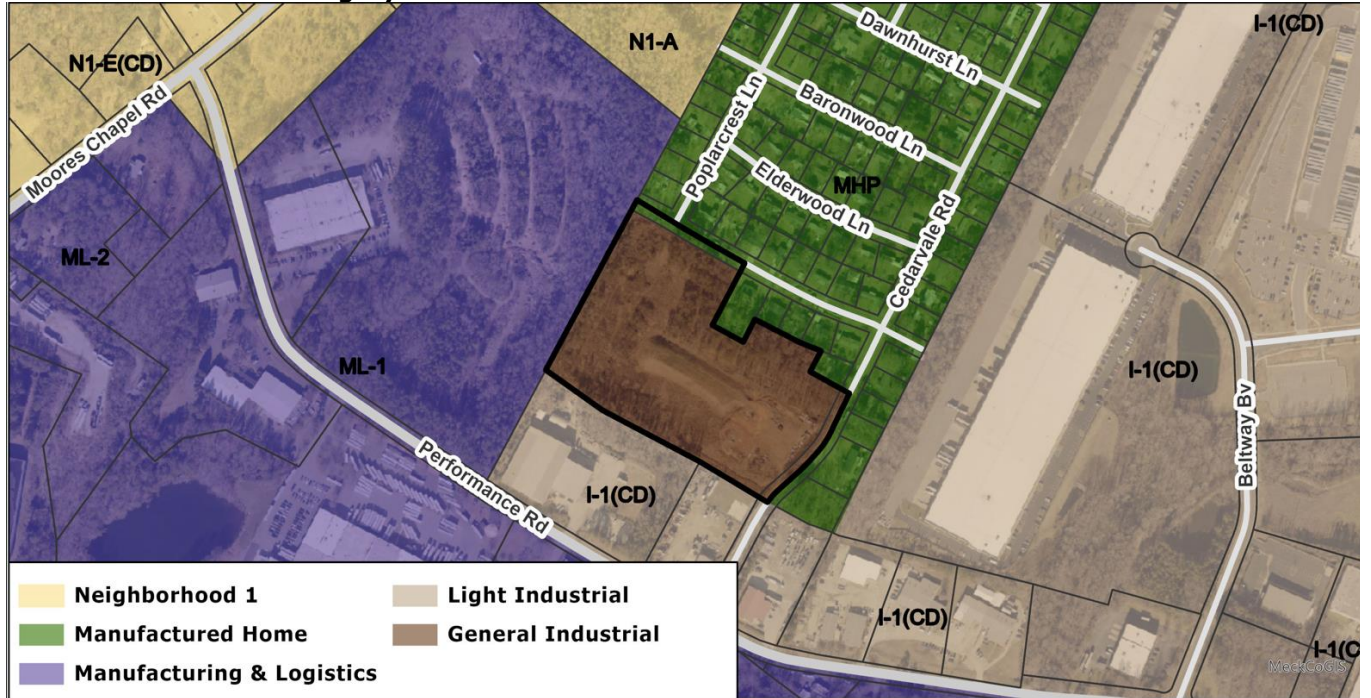 I-1(CD)
Dawnhurst Ln
N1-A
N1-E(CD)
Baronwood Ln
Moores Chapel Rd
Poplarcrest Ln
MHP
Elderwood Ln
Cedarvale Rd
ML-2
ML-1
I-1(CD)
Beltway Bv
Performance Rd
I-1(CD)
I-1(CD)
I-1(C
MeckCoGIS
Neighborhood 1
Manufactured Home
Manufacturing & Logistics
Light Industrial
General Industrial